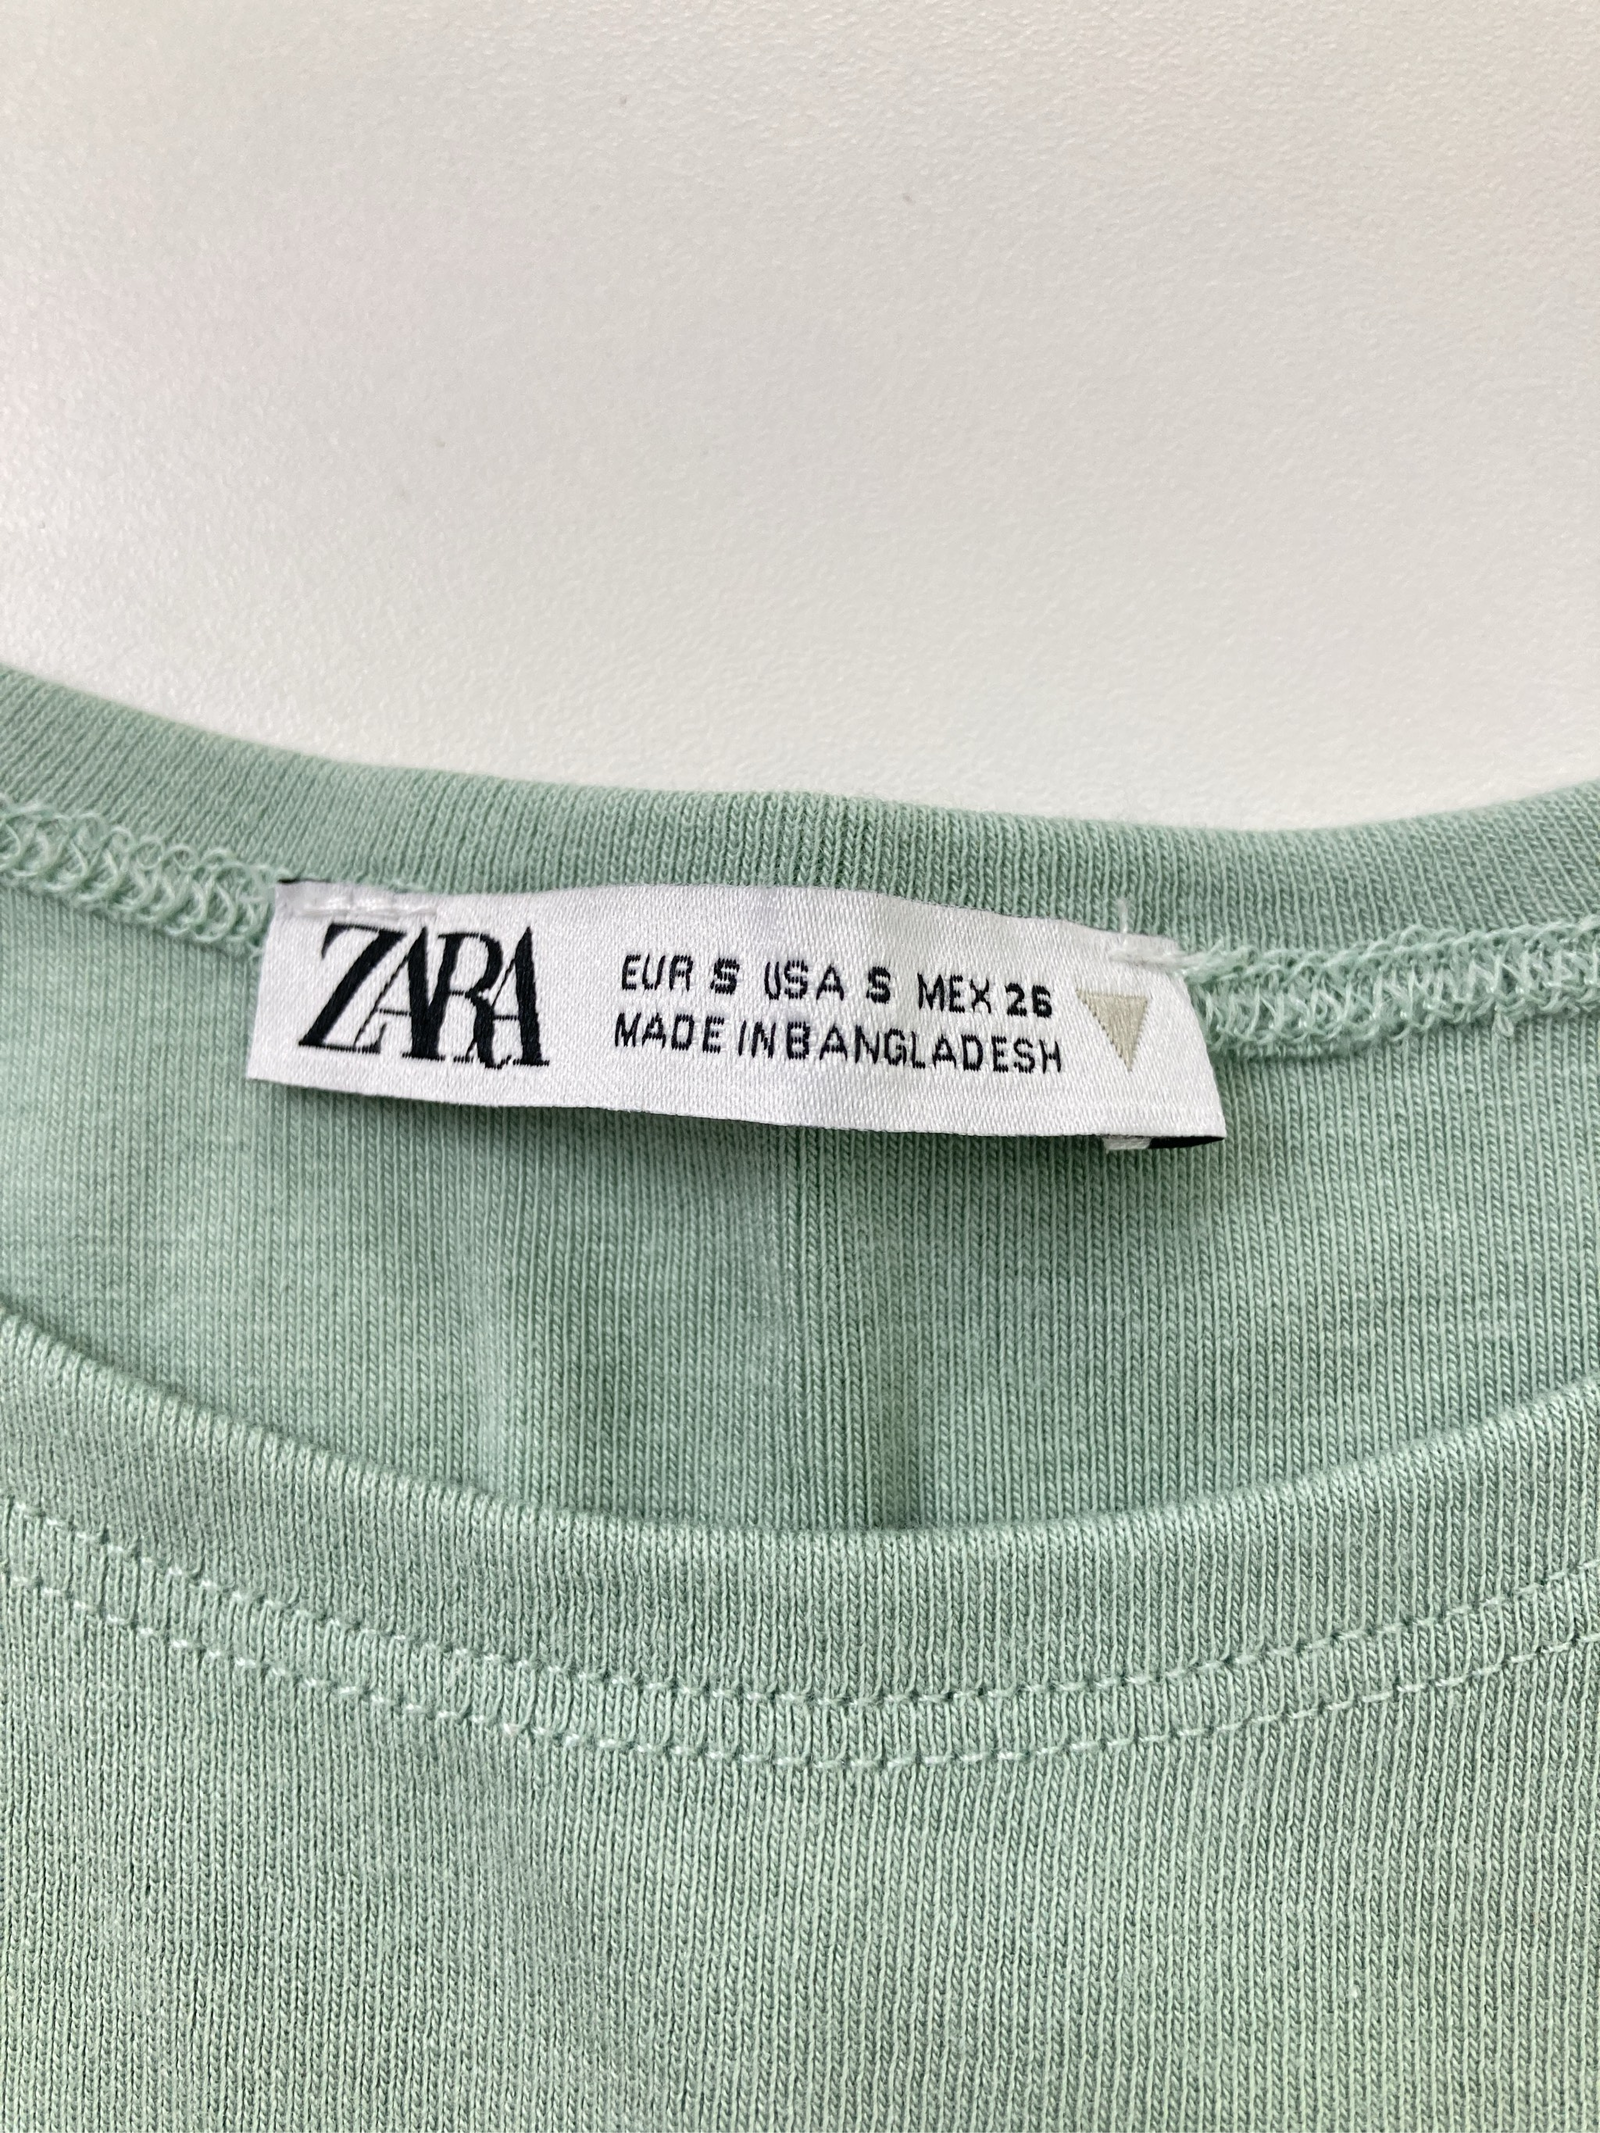 ZARA
EUR S USA S MEX 26
MADE IN BANGLADESH